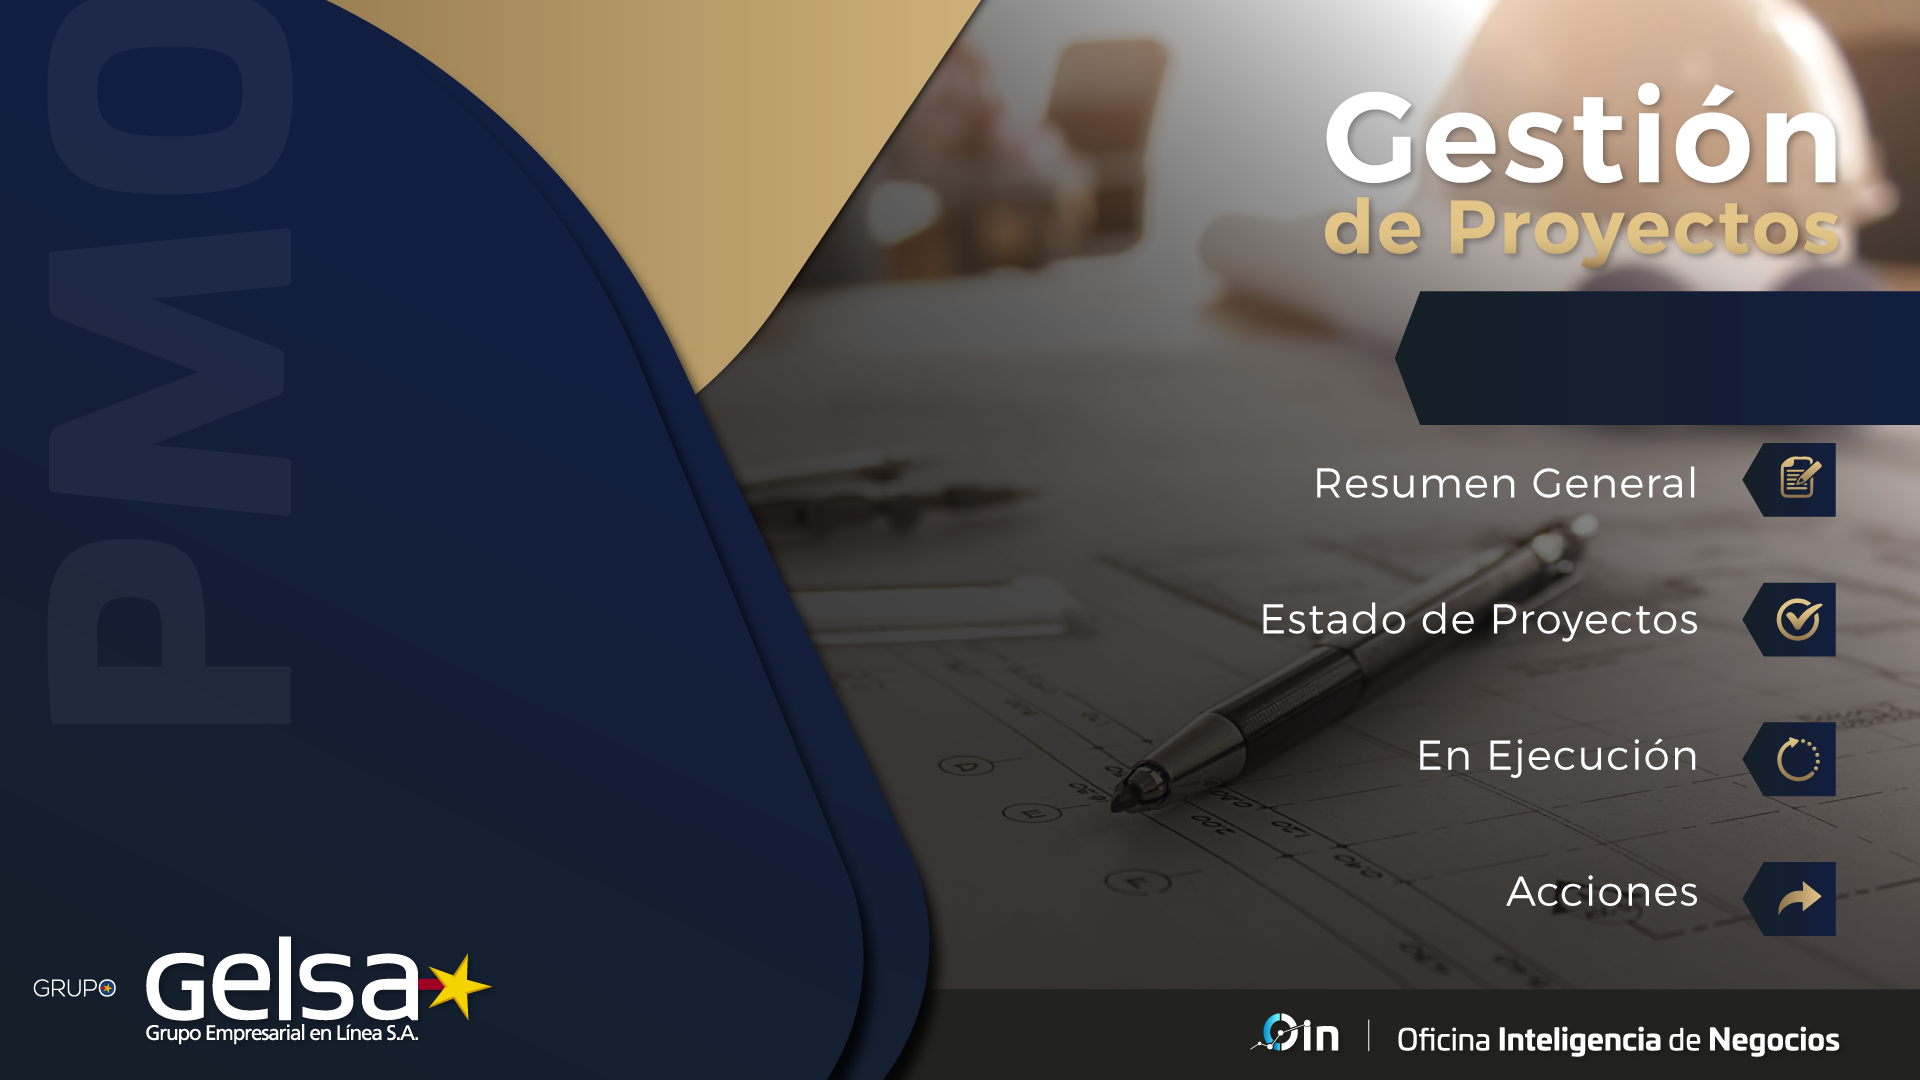 PMO
Gestión
de Proyectos
Resumen General
Estado de Proyectos
En Ejecución
Acciones
GRUPO
Gelsa
Grupo Empresarial en Línea S.A.
Oin
Oficina Inteligencia de Negocios